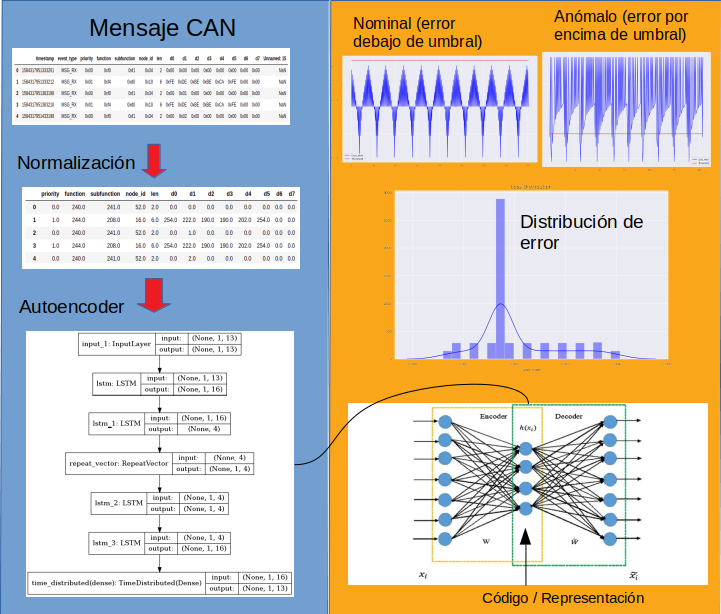 Mensaje CAN
timestamp event_type priority function subfunction node_id len d0 d1 d2 d3 d4 d5 d6 d7 Unnamed: 15
0 MSG_RX 0x00 0xf0 0xf1 0x34 2 0x00 0x00 0x00 0x00 0x00 0x00 0x00 0x00 NaN
1 MSG_RX 0x01 0xf4 0x10 6 0xFE 0xDE 0xBE 0xBE 0xCA 0xFE 0x00 0x00 NaN
2 MSG_RX 0x00 0xf0 0xf1 0x34 2 0x00 0x01 0x00 0x00 0x00 0x00 0x00 0x00 NaN
3 MSG_RX 0x01 0xf4 0x10 6 0xFE 0xDE 0xBE 0xBE 0xCA 0xFE 0x00 0x00 NaN
4 MSG_RX 0x00 0xf0 0xf1 0x34 2 0x00 0x02 0x00 0x00 0x00 0x00 0x00 0x00 NaN
Normalización
priority function subfunction node_id len d0 d1 d2 d3 d4 d5 d6 d7
0 0.0 240.0 241.0 52.0 2.0 0.0 0.0 0.0 0.0 0.0 0.0 0.0 0.0
1 1.0 244.0 208.0 16.0 6.0 254.0 222.0 190.0 190.0 202.0 254.0 0.0 0.0
2 0.0 240.0 241.0 52.0 2.0 0.0 1.0 0.0 0.0 0.0 0.0 0.0 0.0
3 1.0 244.0 208.0 16.0 6.0 254.0 222.0 190.0 190.0 202.0 254.0 0.0 0.0
4 0.0 240.0 241.0 52.0 2.0 0.0 2.0 0.0 0.0 0.0 0.0 0.0 0.0
Autoencoder
input_1: InputLayer
input: (None, 1, 13)
output: (None, 1, 13)
lstm: LSTM
input: (None, 1, 13)
output: (None, 1, 16)
lstm_1: LSTM
input: (None, 1, 16)
output: (None, 4)
repeat_vector: RepeatVector
input: (None, 4)
output: (None, 1, 4)
lstm_2: LSTM
input: (None, 1, 4)
output: (None, 1, 4)
lstm_3: LSTM
input: (None, 1, 4)
output: (None, 1, 16)
time_distributed(dense): TimeDistributed(Dense)
input: (None, 1, 16)
output: (None, 1, 13)
Nominal (error
debajo de umbral)
Anómalo (error por
encima de umbral)
Loss Distribution
Distribución de
error
Encoder
Decoder
h(xᵢ)
W
W̃
xᵢ
x̃ᵢ
Código / Representación